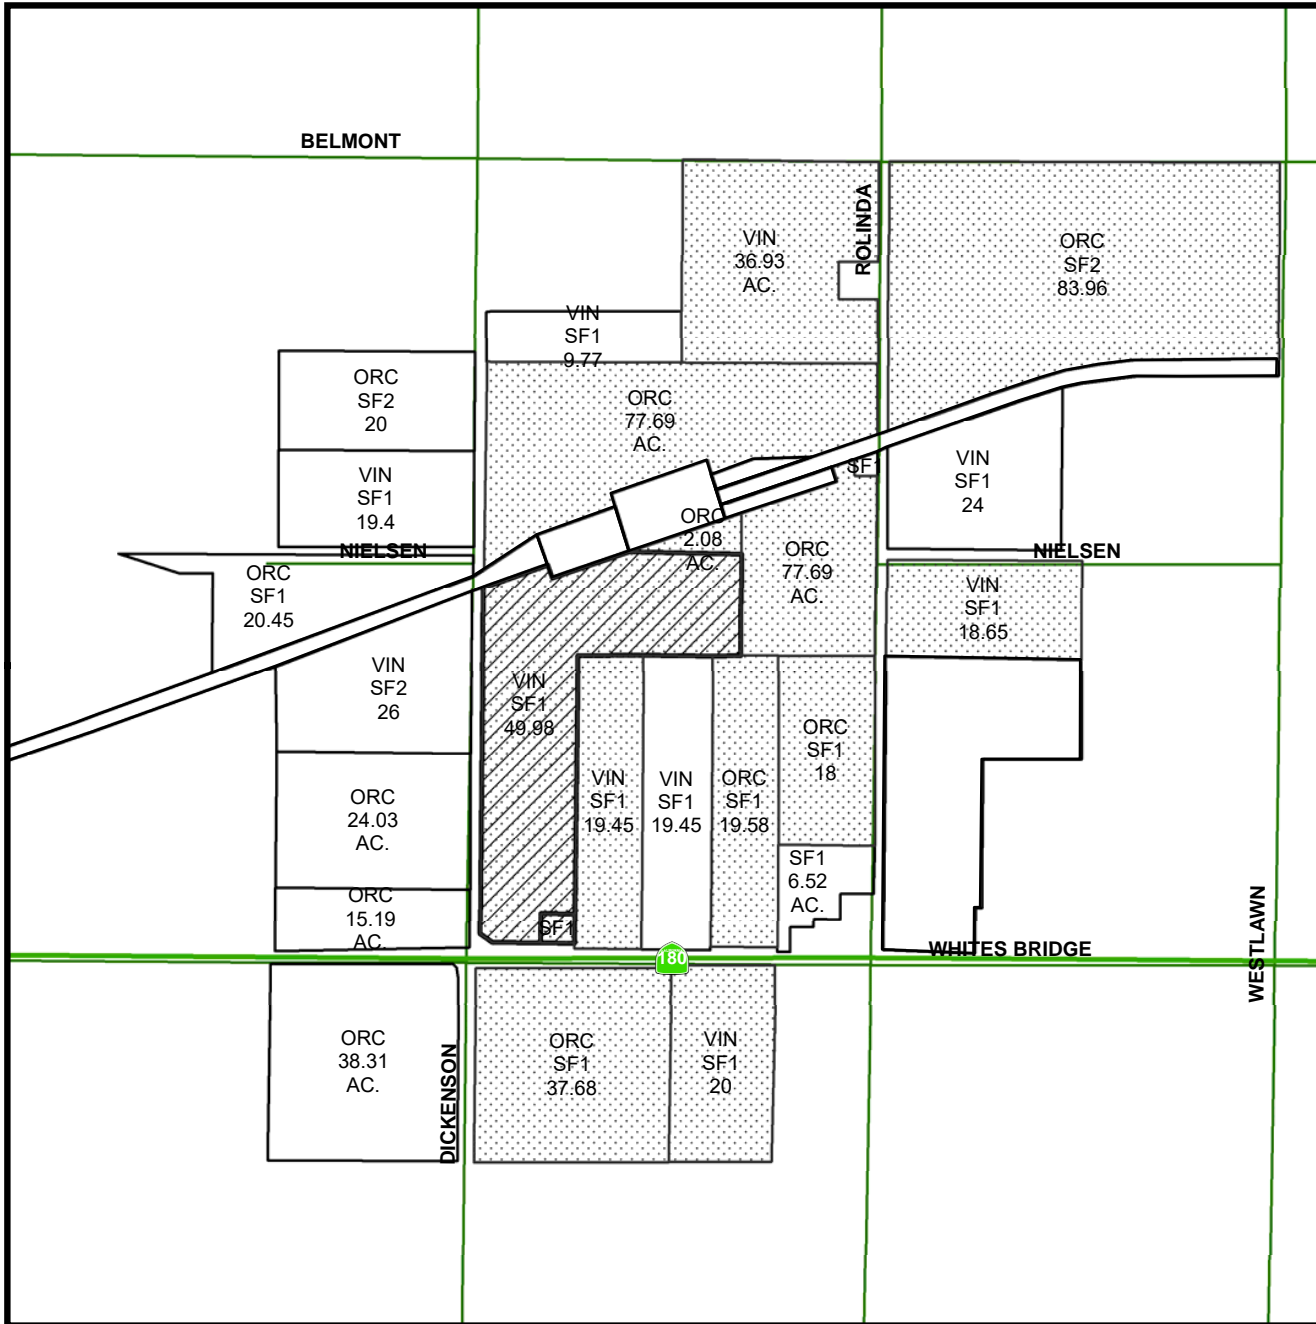 BELMONT
ROLINDA
VIN
36.93
AC.
ORC
SF2
83.96
VIN
SF1
9.77
ORC
SF2
20
ORC
77.69
AC.
SF1
VIN
SF1
19.4
VIN
SF1
24
ORC
2.08
AC.
NIELSEN
NIELSEN
ORC
SF1
20.45
ORC
77.69
AC.
VIN
SF1
18.65
VIN
SF2
26
VIN
SF1
49.98
ORC
SF1
18
VIN
SF1
19.45
VIN
SF1
19.45
ORC
SF1
19.58
ORC
24.03
AC.
SF1
6.52
AC.
ORC
15.19
AC.
SF1
WHITES BRIDGE
180
WESTLAWN
ORC
38.31
AC.
DICKENSON
ORC
SF1
37.68
VIN
SF1
20